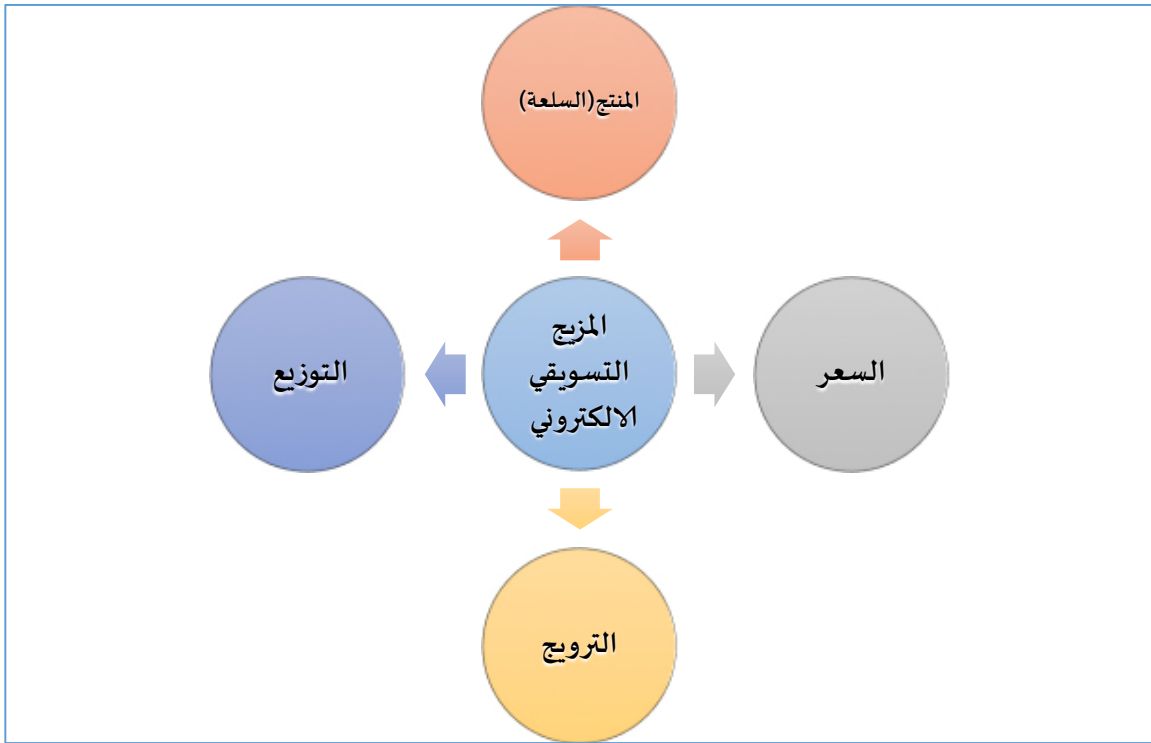 المنتج(السلعة)
المزيج
التسويقي
الالكتروني
السعر
التوزيع
الترويج